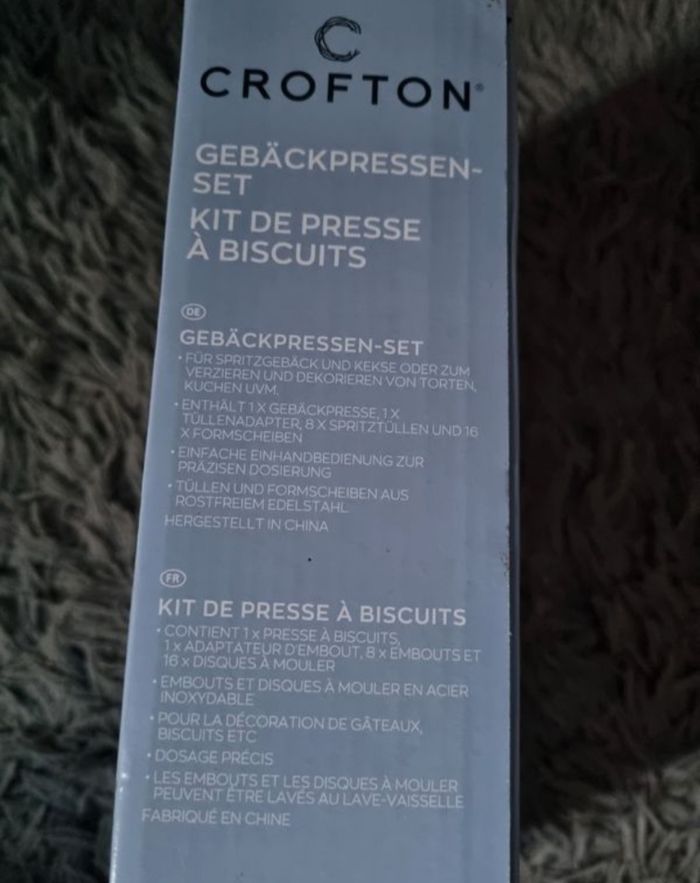 CROFTON®
GEBÄCKPRESSEN-
SET
KIT DE PRESSE
À BISCUITS
DE
GEBÄCKPRESSEN-SET
• FÜR SPRITZGEBÄCK UND KEKSE ODER ZUM
VERZIEREN UND DEKORIEREN VON TORTEN,
KUCHEN UVM.
• ENTHÄLT 1 X GEBÄCKPRESSE, 1 X
TÜLLENADAPTER, 8 X SPRITZTÜLLEN UND 16
X FORMSCHEIBEN
• EINFACHE EINHANDBEDIENUNG ZUR
PRÄZISEN DOSIERUNG
• TÜLLEN UND FORMSCHEIBEN AUS
ROSTFREIEM EDELSTAHL
HERGESTELLT IN CHINA
FR
KIT DE PRESSE À BISCUITS
• CONTIENT 1 x PRESSE À BISCUITS,
1 x ADAPTATEUR D'EMBOUT, 8 x EMBOUTS ET
16 x DISQUES À MOULER
• EMBOUTS ET DISQUES À MOULER EN ACIER
INOXYDABLE
• POUR LA DÉCORATION DE GÂTEAUX,
BISCUITS ETC
• DOSAGE PRÉCIS
• LES EMBOUTS ET LES DISQUES À MOULER
PEUVENT ÊTRE LAVÉS AU LAVE-VAISSELLE
FABRIQUÉ EN CHINE